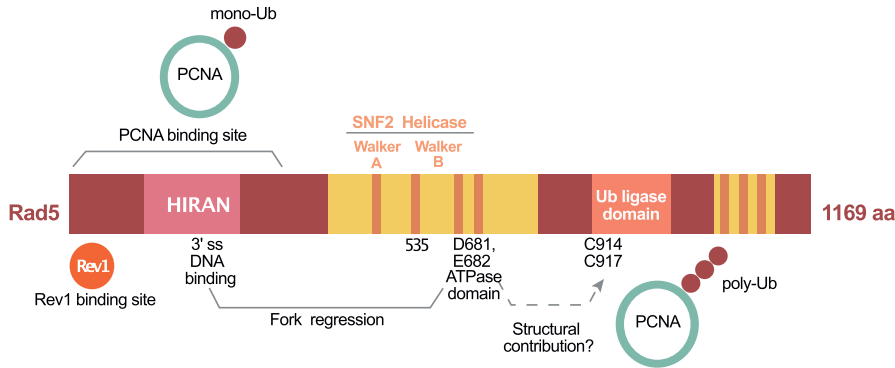 mono-Ub
PCNA
PCNA binding site
SNF2 Helicase
Walker
A
Walker
B
Rad5
HIRAN
Ub ligase
domain
1169 aa
Rev1
Rev1 binding site
3' ss
DNA
binding
535
D681,
E682
ATPase
domain
C914
C917
poly-Ub
PCNA
Fork regression
Structural
contribution?